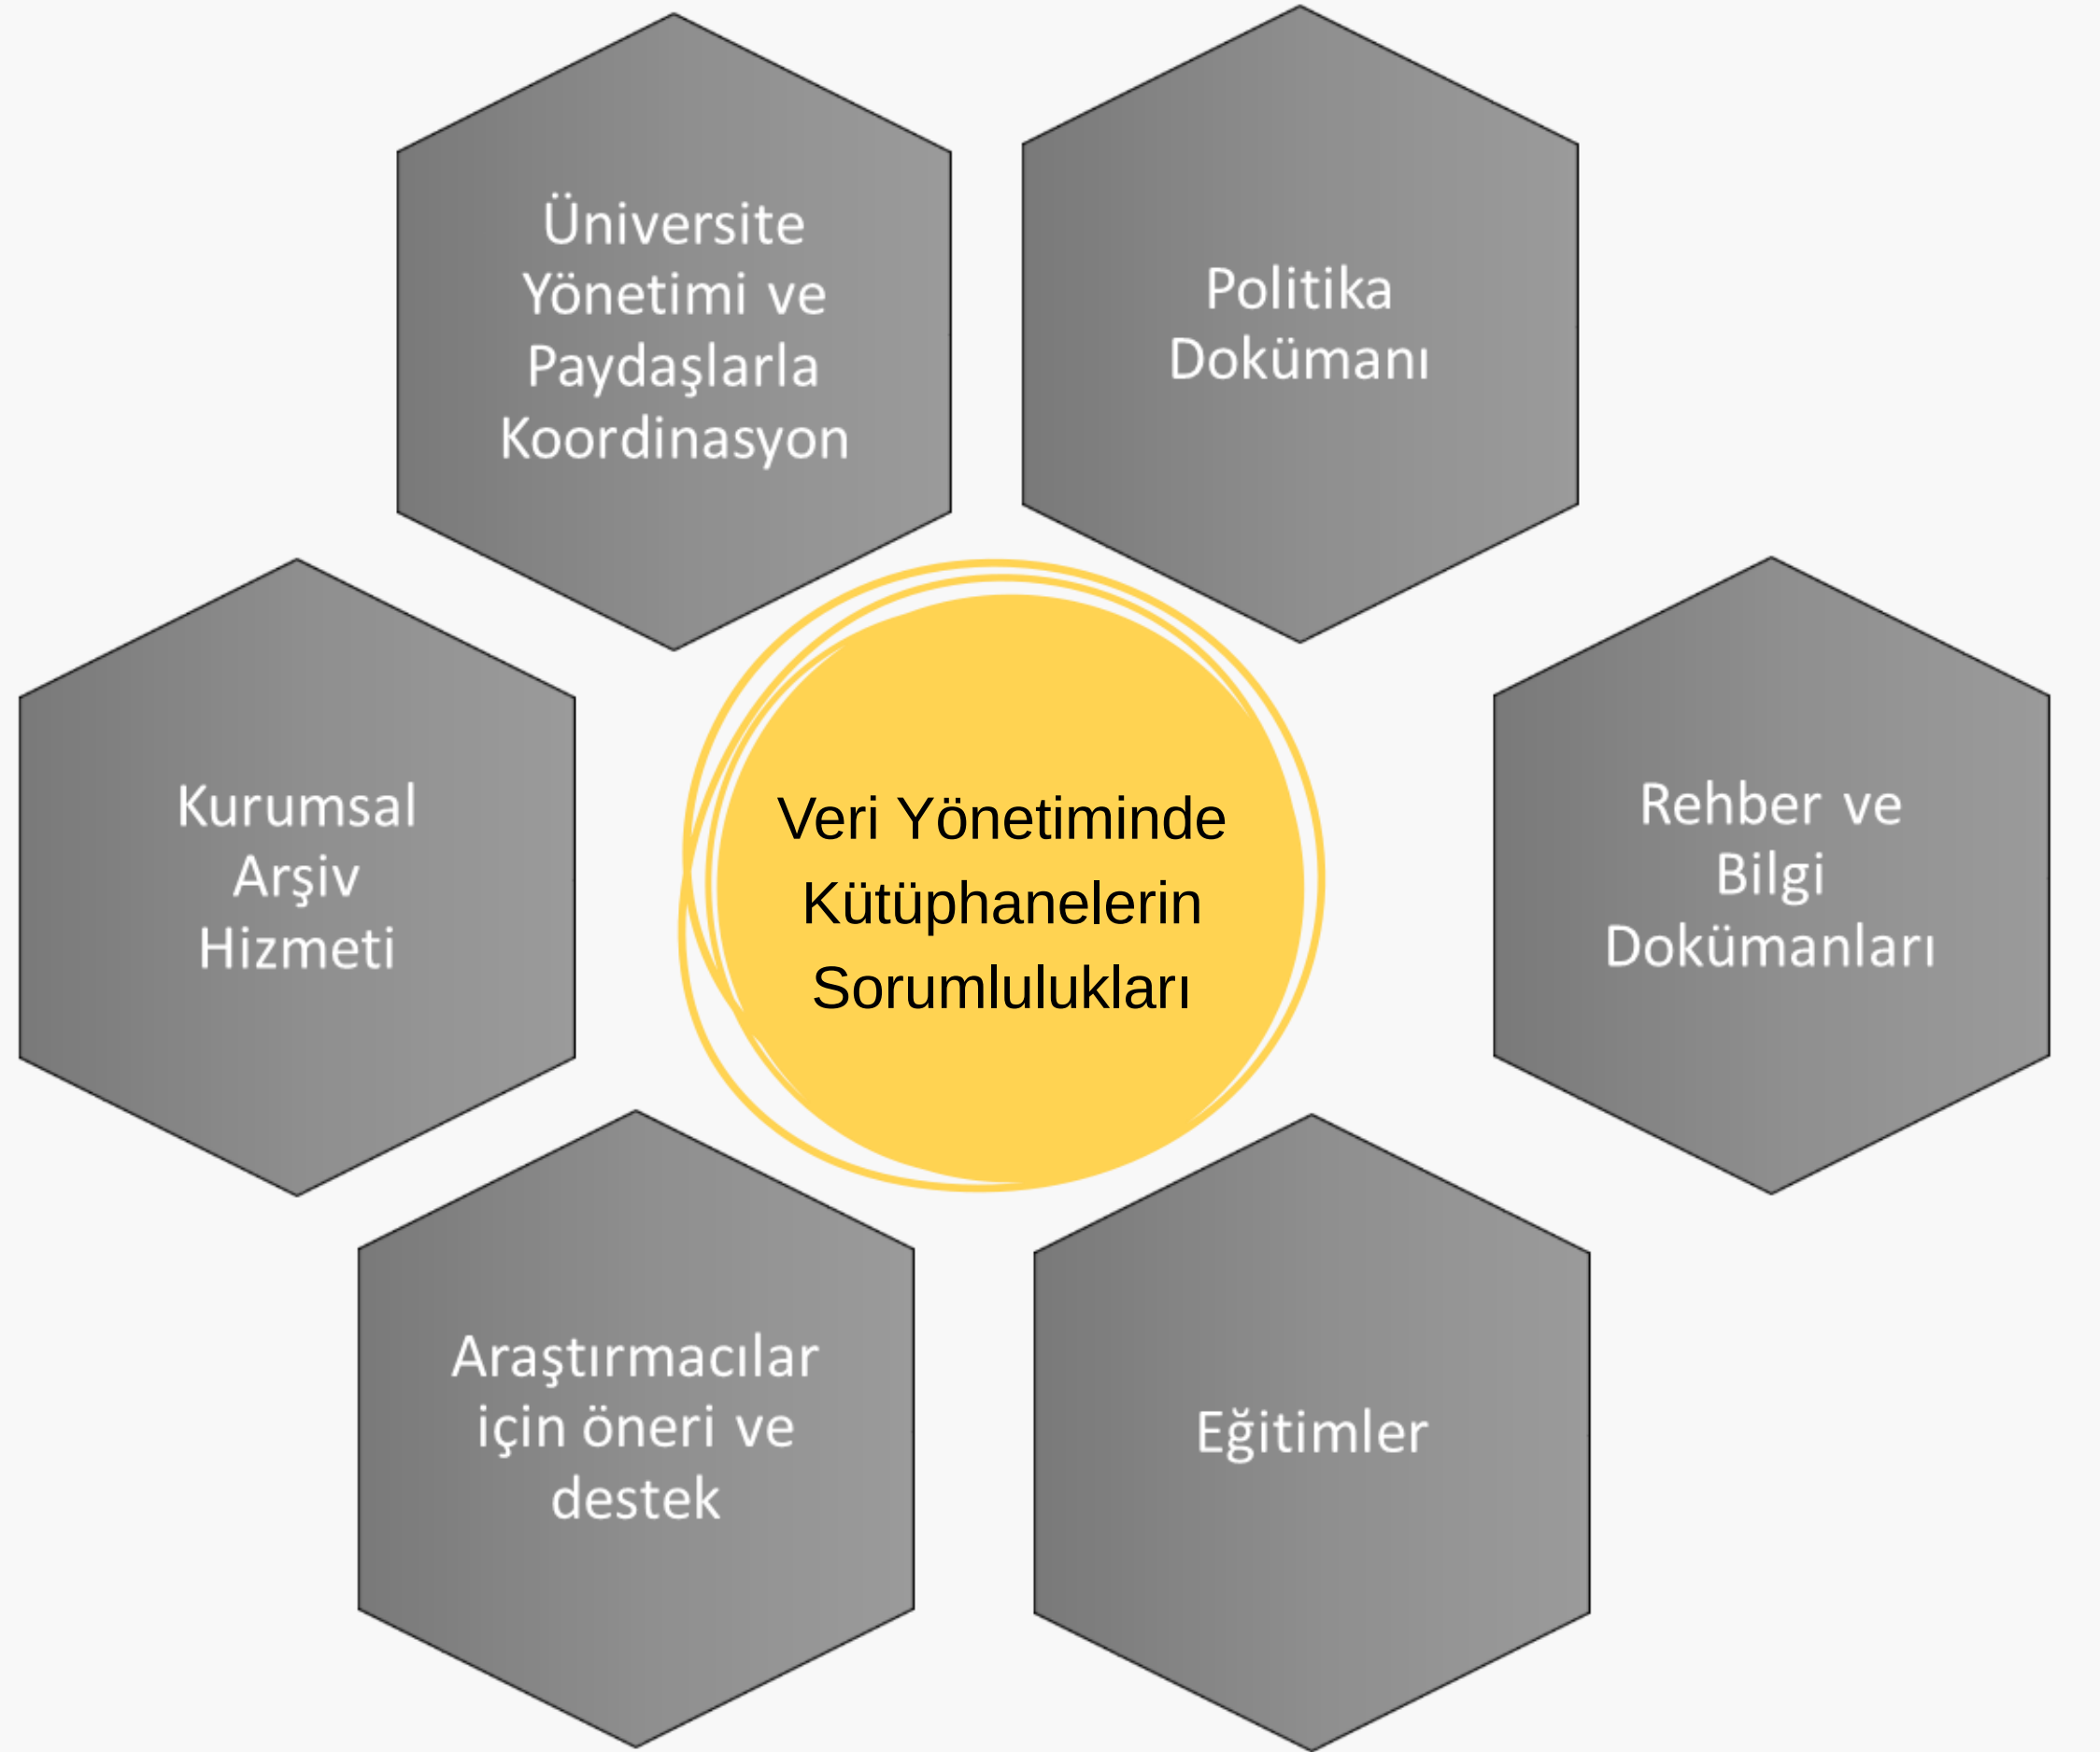 Üniversite
Yönetimi ve
Paydaşlarla
Koordinasyon
Politika
Dokümanı
Kurumsal
Arşiv
Hizmeti
Veri Yönetiminde
Kütüphanelerin
Sorumlulukları
Rehber ve
Bilgi
Dokümanları
Araştırmacılar
için öneri ve
destek
Eğitimler